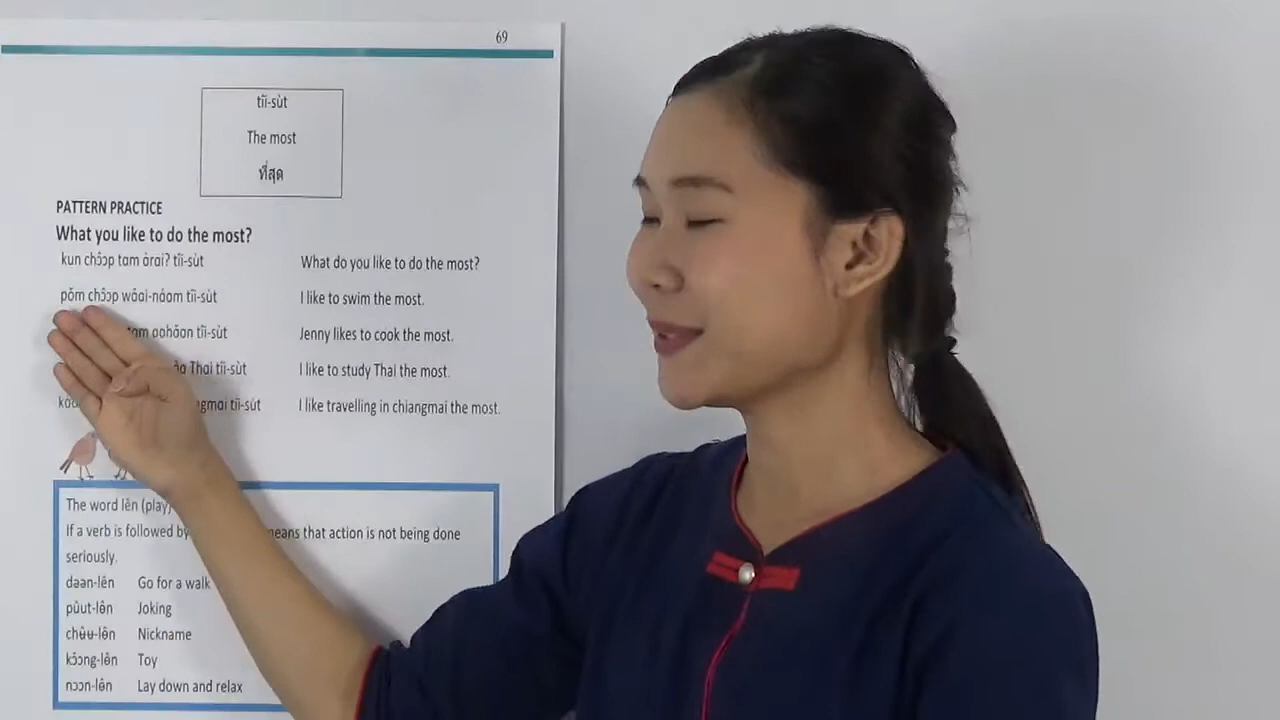 69
tîi-sùt
The most
ที่สุด
PATTERN PRACTICE
What you like to do the most?
kun chɔ̂ɔp tam àrai? tîi-sùt What do you like to do the most?
pǒm chɔ̂ɔp wâai-náam tîi-sùt I like to swim the most.
tam aahǎan tîi-sùt Jenny likes to cook the most.
Thai tîi-sùt I like to study Thai the most.
tîi-sùt I like travelling in chiangmai the most.
The word lên (play)
If a verb is followed by means that action is not being done
seriously.
dəən-lên Go for a walk
pûut-lên Joking
chʉ̂ʉ-lên Nickname
kɔ̌ɔng-lên Toy
nɔɔn-lên Lay down and relax